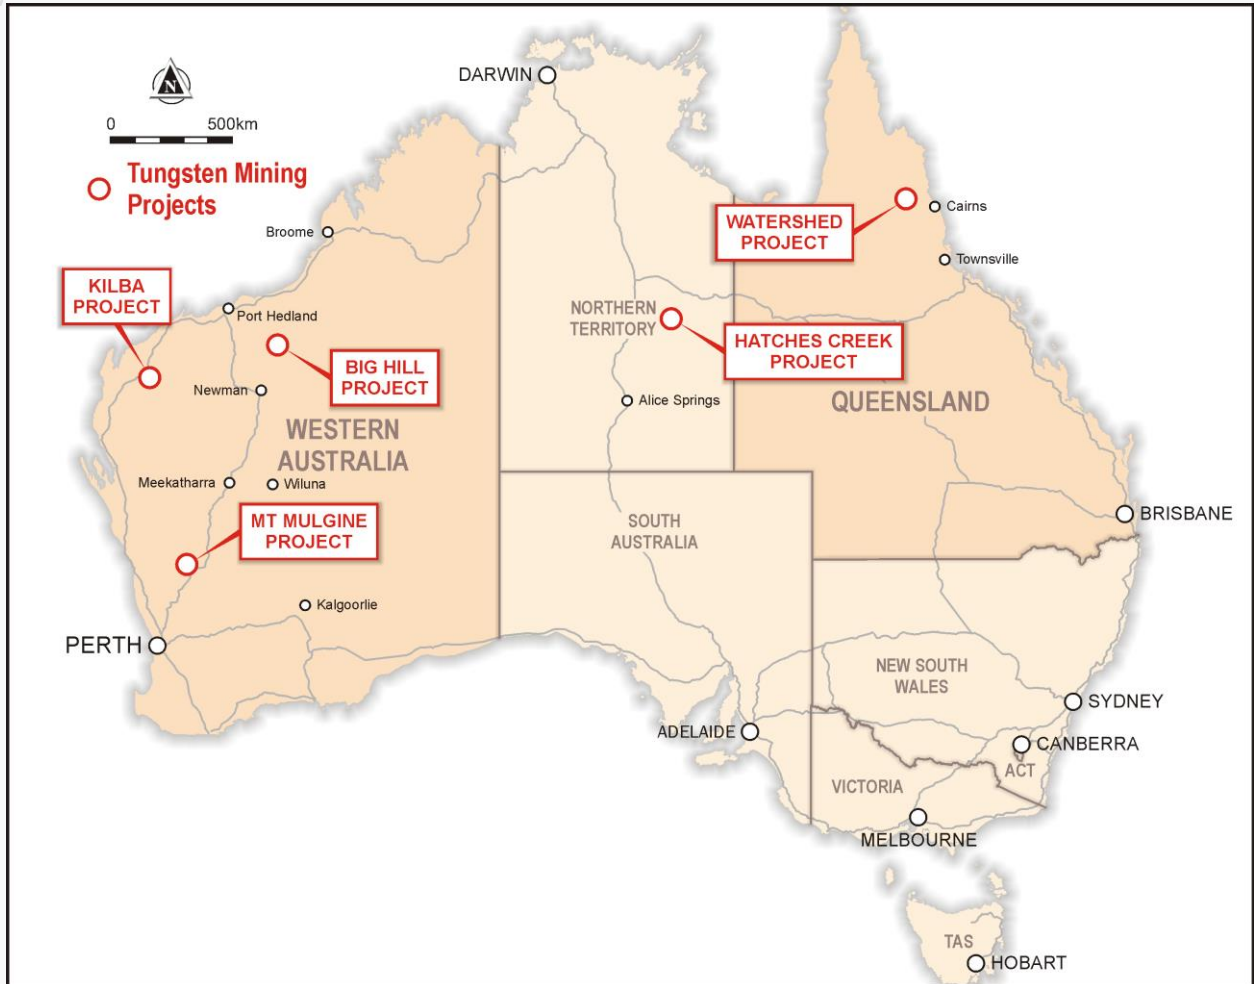 DARWIN
N
0 500km
Tungsten Mining
Projects
Broome
Cairns
WATERSHED
PROJECT
Townsville
KILBA
PROJECT
Port Hedland
NORTHERN
TERRITORY
HATCHES CREEK
PROJECT
BIG HILL
PROJECT
Newman
Alice Springs
QUEENSLAND
WESTERN
AUSTRALIA
Meekatharra
Wiluna
MT MULGINE
PROJECT
SOUTH
AUSTRALIA
BRISBANE
Kalgoorlie
PERTH
NEW SOUTH
WALES
SYDNEY
ADELAIDE
CANBERRA
ACT
VICTORIA
MELBOURNE
TAS
HOBART